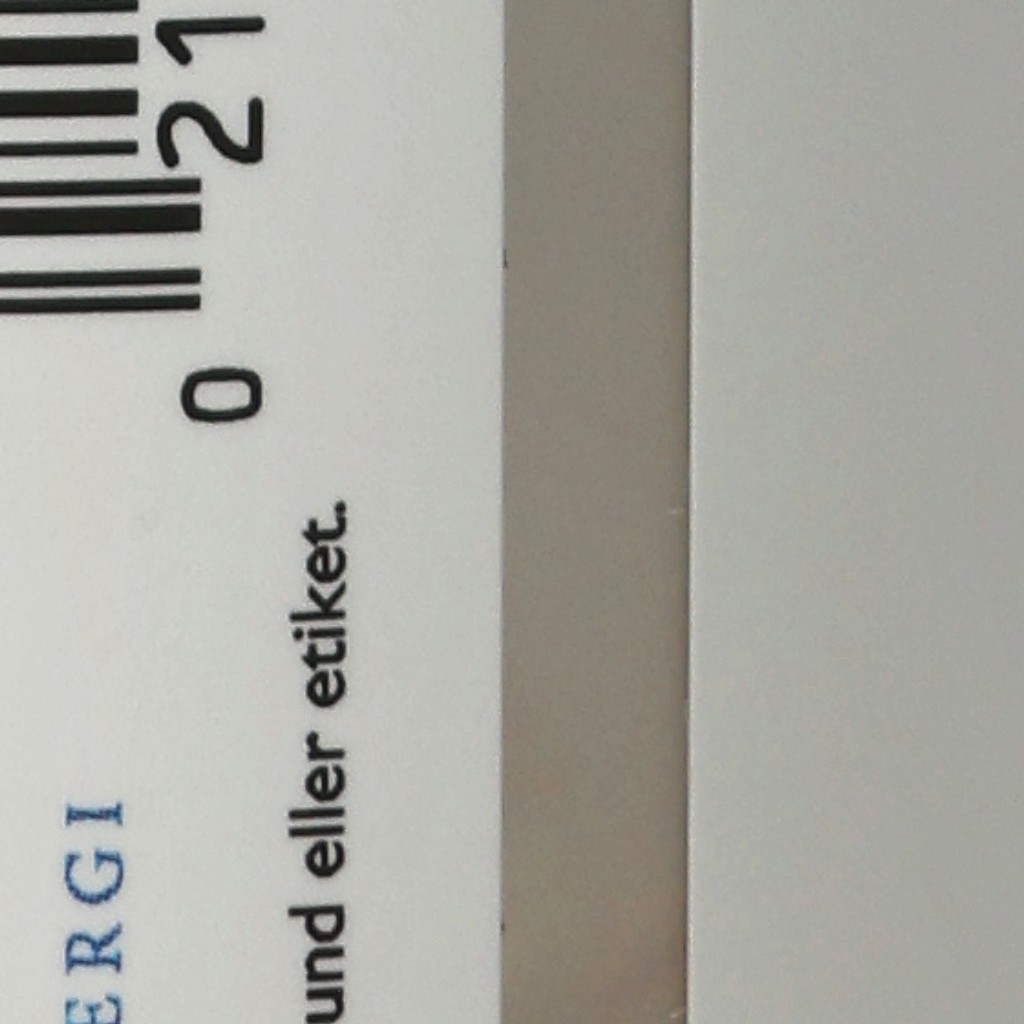 ERGI
0 21
und eller etiket.